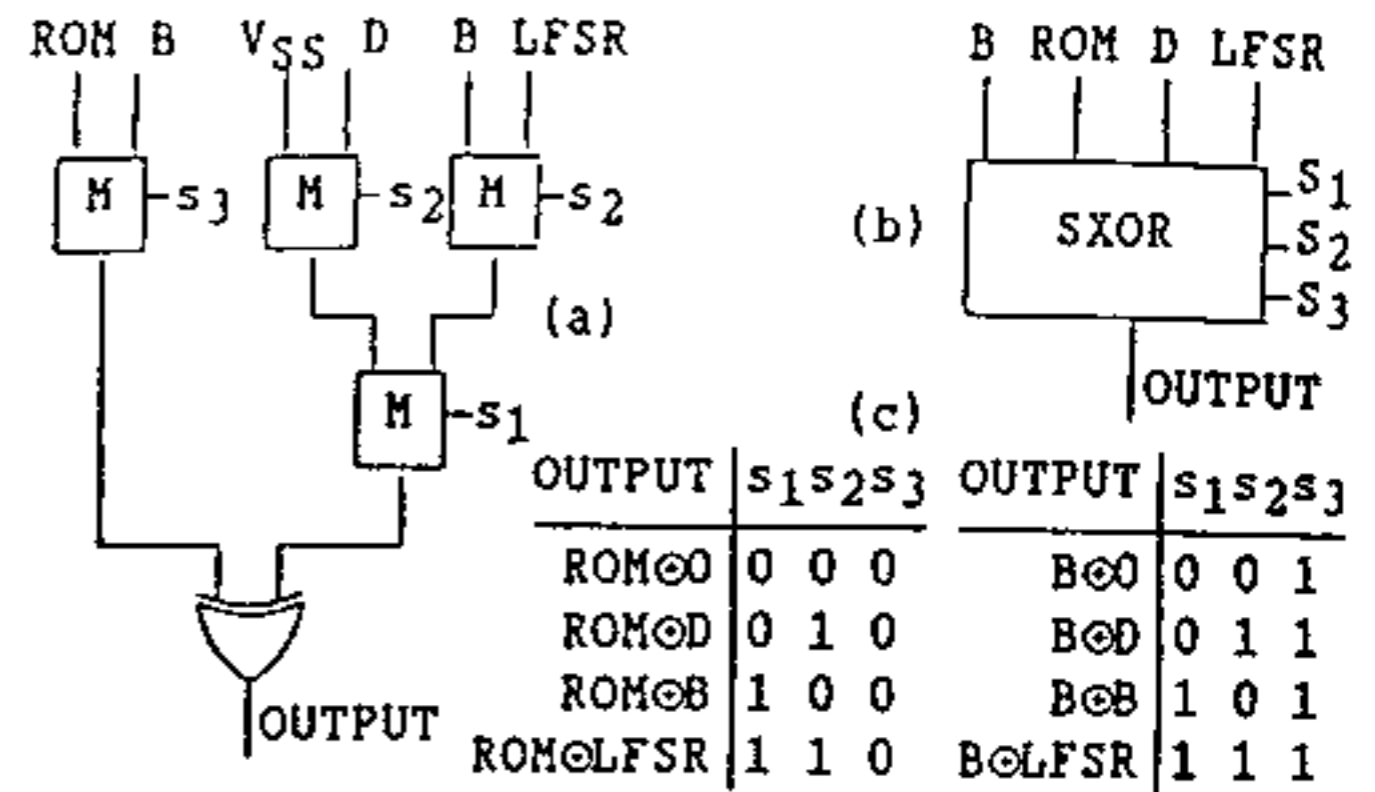 ROM B V_SS D B LFSR
M s3 M s2 M s2
(a)
M s1
OUTPUT
B ROM D LFSR
(b)
SXOR
S1
S2
S3
OUTPUT
(c)
OUTPUT s1s2s3
ROM⊙0 0 0 0
ROM⊙D 0 1 0
ROM⊙B 1 0 0
ROM⊙LFSR 1 1 0
OUTPUT s1s2s3
B⊙0 0 0 1
B⊙D 0 1 1
B⊙B 1 0 1
B⊙LFSR 1 1 1